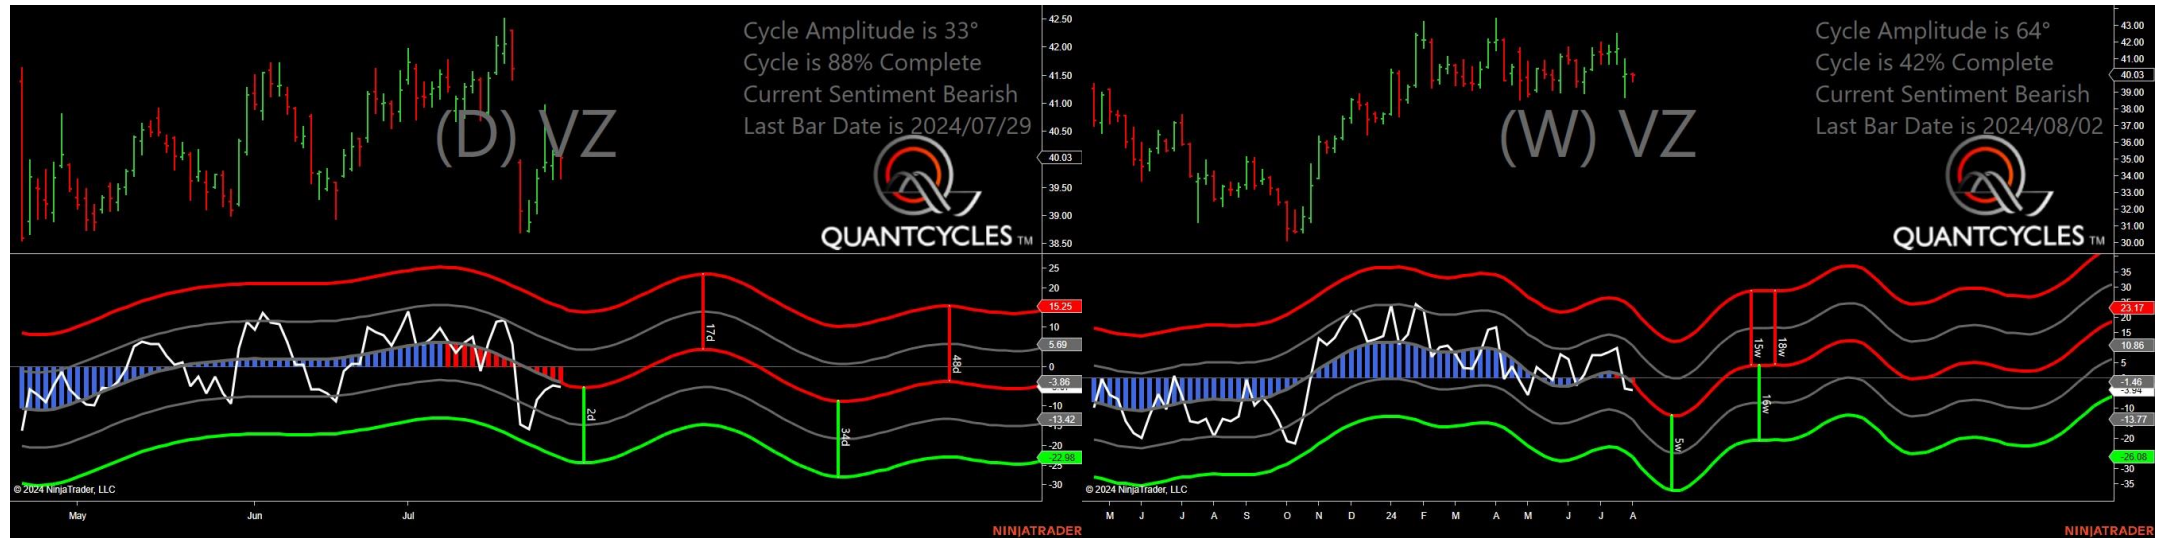 Cycle Amplitude is 33°
Cycle is 88% Complete
Current Sentiment Bearish
Last Bar Date is 2024/07/29
(D) VZ
QUANTCYCLES TM
42.50
42.00
41.50
41.00
40.50
40.03
39.50
39.00
38.50
25
20
15.25
10
5.69
0
-3.86
-13.42
-22.98
-25
-30
17d
48d
2d
34d
© 2024 NinjaTrader, LLC
May Jun Jul
NINJATRADER
Cycle Amplitude is 64°
Cycle is 42% Complete
Current Sentiment Bearish
Last Bar Date is 2024/08/02
(W) VZ
QUANTCYCLES TM
43.00
42.00
41.00
40.03
39.00
38.00
37.00
36.00
35.00
34.00
33.00
32.00
31.00
30.00
35
30
23.17
20
15
10.86
5
-1.46
-3.94
-10
-13.77
-20
-26.08
-30
-35
15w
18w
16w
5w
© 2024 NinjaTrader, LLC
M J J A S O N D 24 F M A M J J A
NINJATRADER